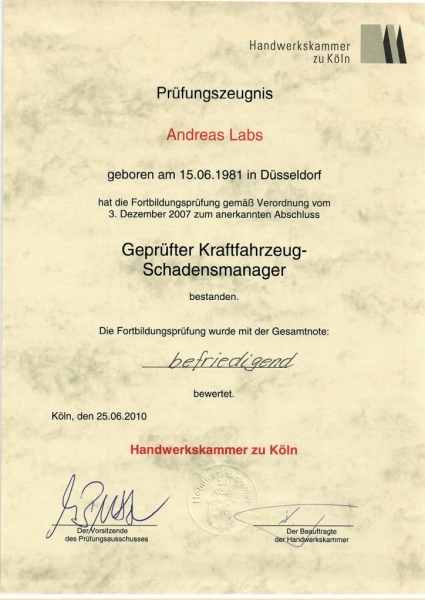 Handwerkskammer
zu Köln
Prüfungszeugnis
Andreas Labs
geboren am 15.06.1981 in Düsseldorf
hat die Fortbildungsprüfung gemäß Verordnung vom
3. Dezember 2007 zum anerkannten Abschluss
Geprüfter Kraftfahrzeug-
Schadensmanager
bestanden.
Die Fortbildungsprüfung wurde mit der Gesamtnote:
befriedigend
bewertet.
Köln, den 25.06.2010
Handwerkskammer zu Köln
Der Vorsitzende
des Prüfungsausschusses
Der Beauftragte
der Handwerkskammer